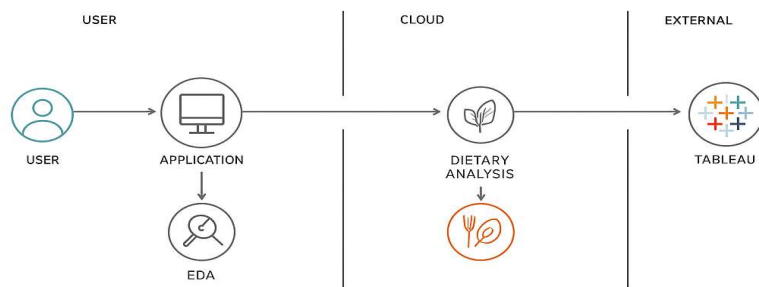 USER
CLOUD
EXTERNAL
USER
APPLICATION
DIETARY
ANALYSIS
TABLEAU
EDA